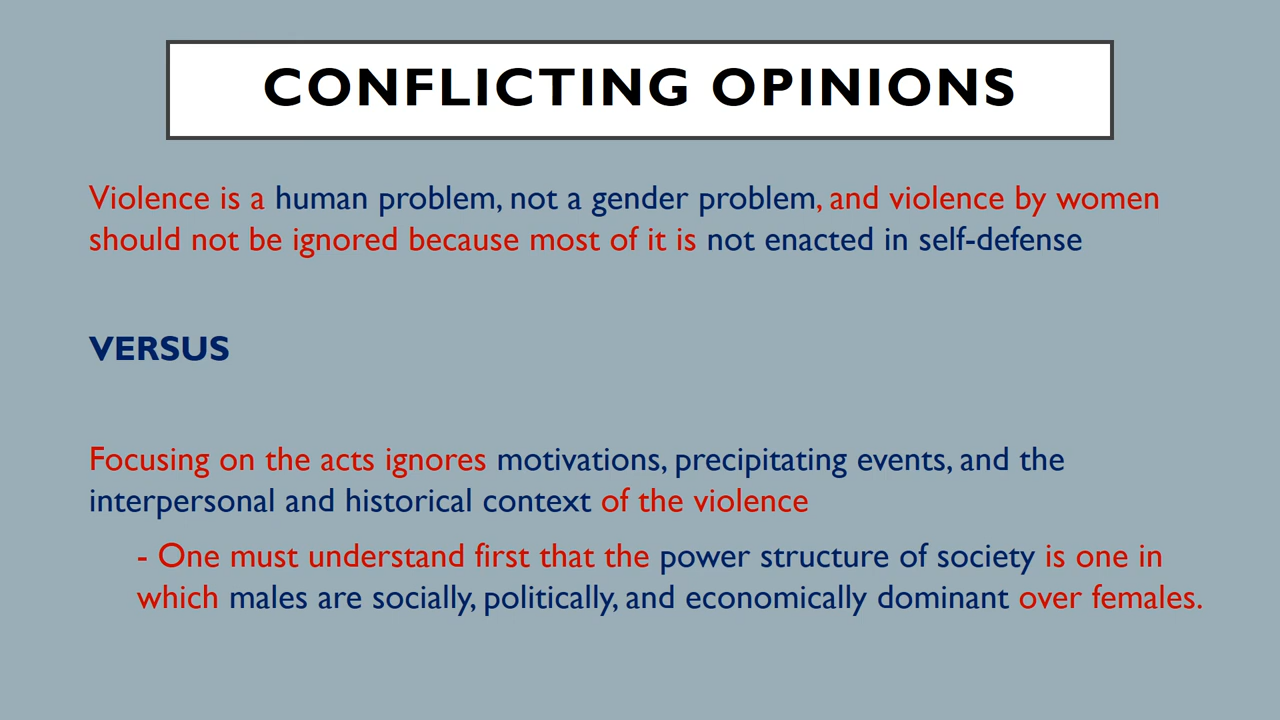 CONFLICTING OPINIONS
Violence is a human problem, not a gender problem, and violence by women
should not be ignored because most of it is not enacted in self-defense
VERSUS
Focusing on the acts ignores motivations, precipitating events, and the
interpersonal and historical context of the violence
- One must understand first that the power structure of society is one in
which males are socially, politically, and economically dominant over females.